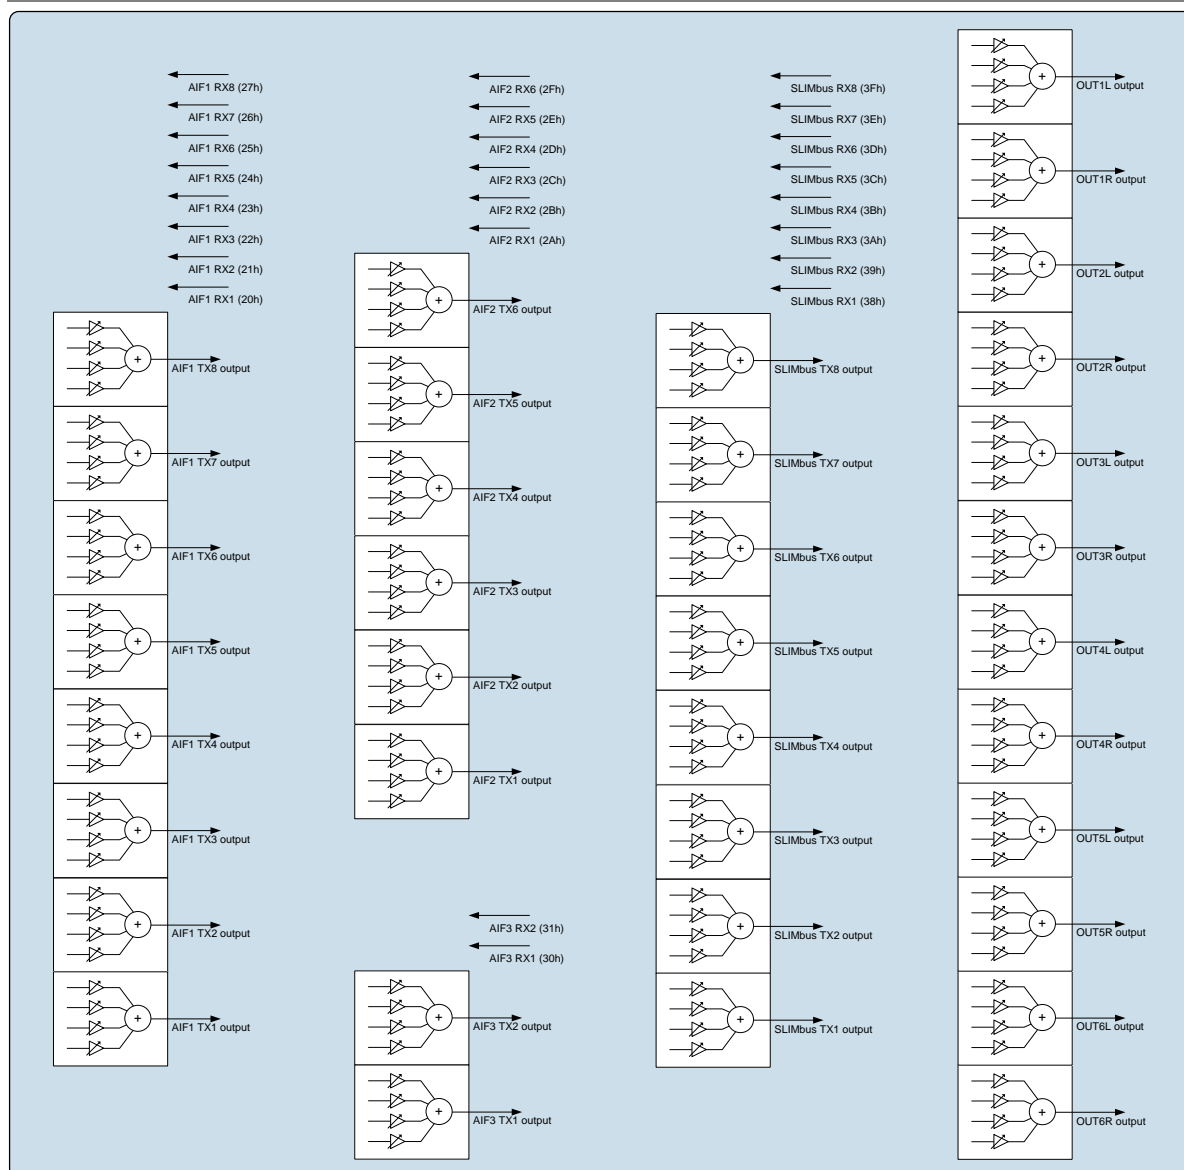 AIF1 RX8 (27h)
AIF1 RX7 (26h)
AIF1 RX6 (25h)
AIF1 RX5 (24h)
AIF1 RX4 (23h)
AIF1 RX3 (22h)
AIF1 RX2 (21h)
AIF1 RX1 (20h)
+
AIF1 TX8 output
+
AIF1 TX7 output
+
AIF1 TX6 output
+
AIF1 TX5 output
+
AIF1 TX4 output
+
AIF1 TX3 output
+
AIF1 TX2 output
+
AIF1 TX1 output
AIF2 RX6 (2Fh)
AIF2 RX5 (2Eh)
AIF2 RX4 (2Dh)
AIF2 RX3 (2Ch)
AIF2 RX2 (2Bh)
AIF2 RX1 (2Ah)
+
AIF2 TX6 output
+
AIF2 TX5 output
+
AIF2 TX4 output
+
AIF2 TX3 output
+
AIF2 TX2 output
+
AIF2 TX1 output
AIF3 RX2 (31h)
AIF3 RX1 (30h)
+
AIF3 TX2 output
+
AIF3 TX1 output
SLIMbus RX8 (3Fh)
SLIMbus RX7 (3Eh)
SLIMbus RX6 (3Dh)
SLIMbus RX5 (3Ch)
SLIMbus RX4 (3Bh)
SLIMbus RX3 (3Ah)
SLIMbus RX2 (39h)
SLIMbus RX1 (38h)
+
SLIMbus TX8 output
+
SLIMbus TX7 output
+
SLIMbus TX6 output
+
SLIMbus TX5 output
+
SLIMbus TX4 output
+
SLIMbus TX3 output
+
SLIMbus TX2 output
+
SLIMbus TX1 output
+
OUT1L output
+
OUT1R output
+
OUT2L output
+
OUT2R output
+
OUT3L output
+
OUT3R output
+
OUT4L output
+
OUT4R output
+
OUT5L output
+
OUT5R output
+
OUT6L output
+
OUT6R output